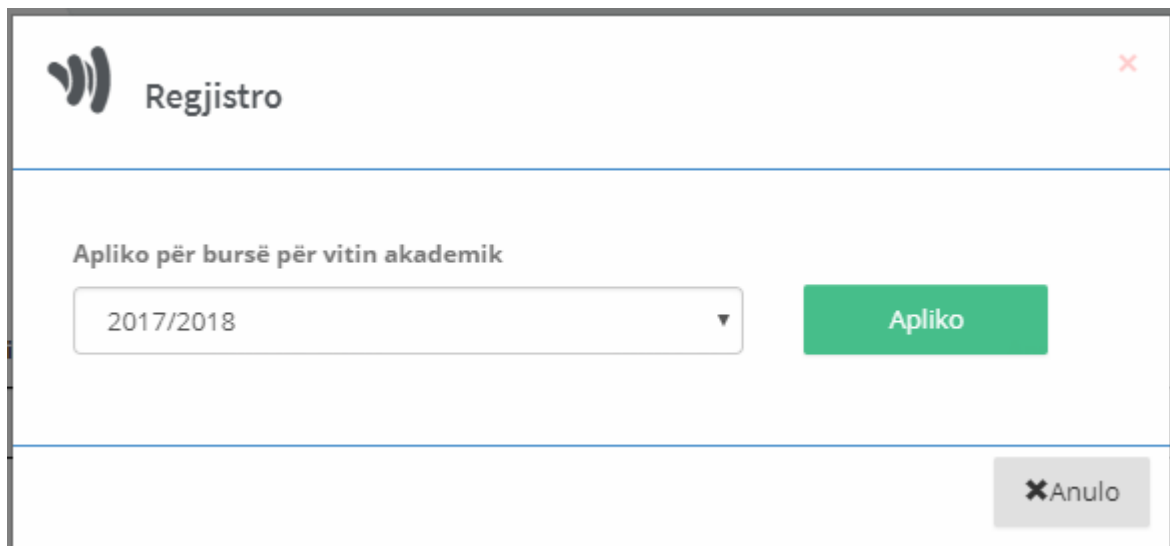 Regjistro
Apliko për bursë për vitin akademik
2017/2018
Apliko
Anulo